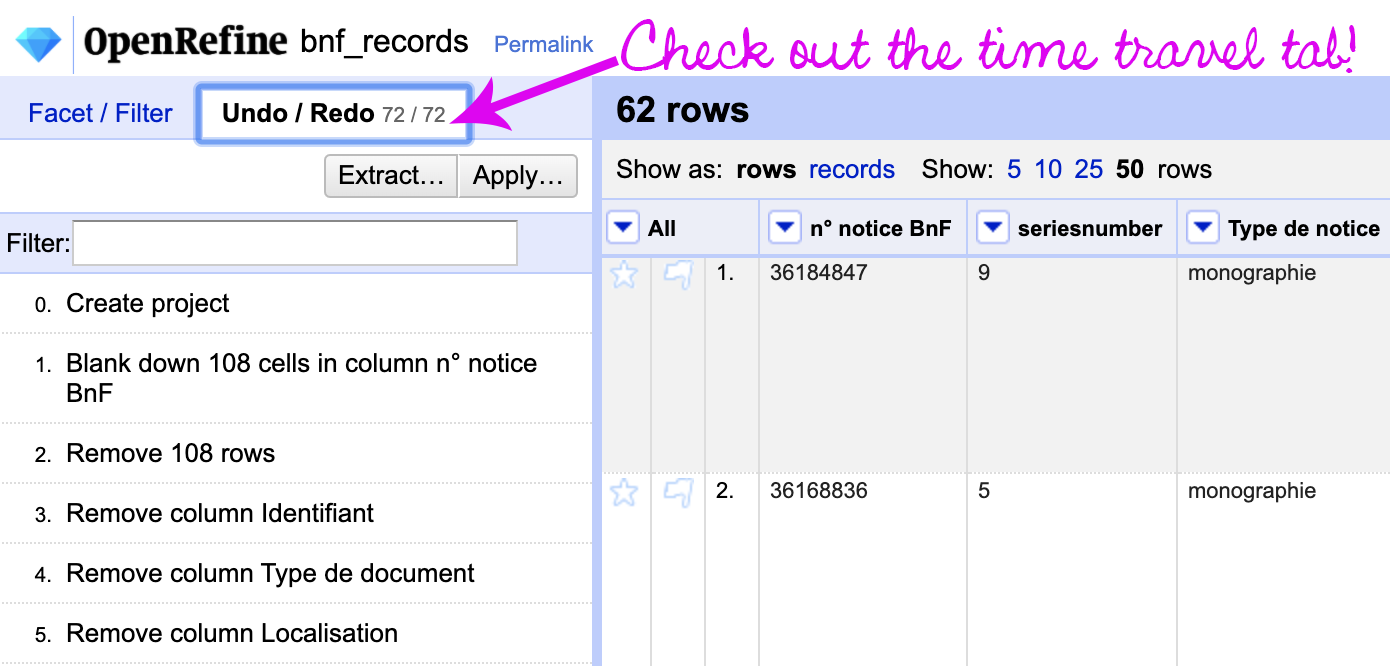 OpenRefine bnf_records Permalink Check out the time travel tab!
Facet / Filter Undo / Redo 72 / 72
Extract... Apply...
Filter:
0. Create project
1. Blank down 108 cells in column n° notice
BnF
2. Remove 108 rows
3. Remove column Identifiant
4. Remove column Type de document
5. Remove column Localisation
62 rows
Show as: rows records Show: 5 10 25 50 rows
All n° notice BnF seriesnumber Type de notice
1. 36184847 9 monographie
2. 36168836 5 monographie